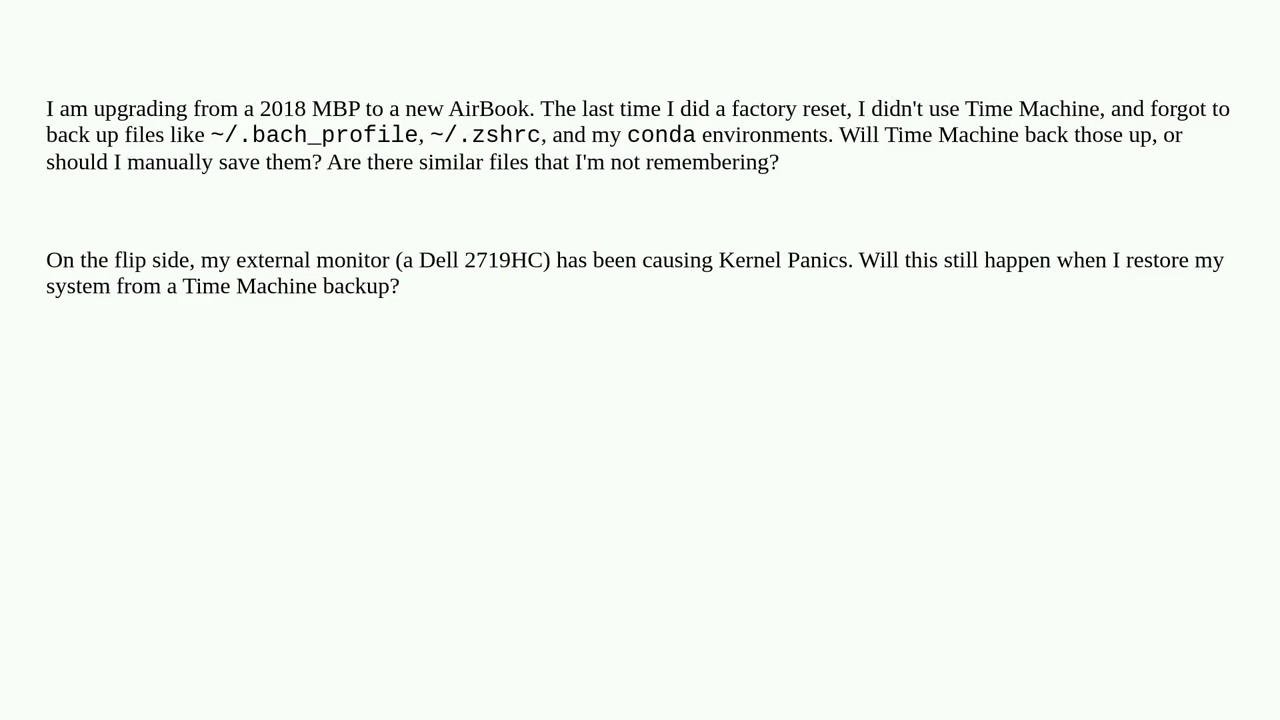 I am upgrading from a 2018 MBP to a new AirBook. The last time I did a factory reset, I didn't use Time Machine, and forgot to
back up files like ~/.bach_profile, ~/.zshrc, and my conda environments. Will Time Machine back those up, or
should I manually save them? Are there similar files that I'm not remembering?
On the flip side, my external monitor (a Dell 2719HC) has been causing Kernel Panics. Will this still happen when I restore my
system from a Time Machine backup?